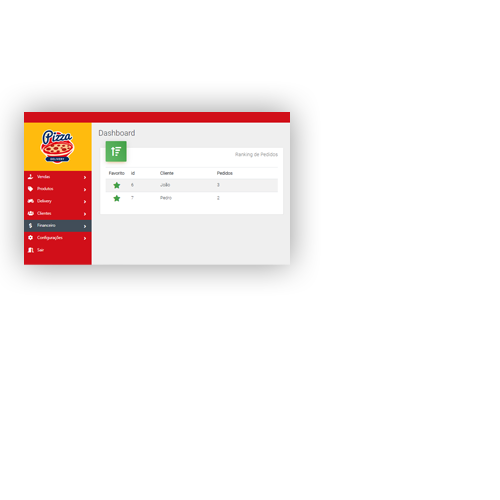 Pizza
DELIVERY
Vendas
Produtos
Delivery
Clientes
Financeiro
Configurações
Sair
Dashboard
Ranking de Pedidos
Favorito Id Cliente Pedidos
6 João 3
7 Pedro 2